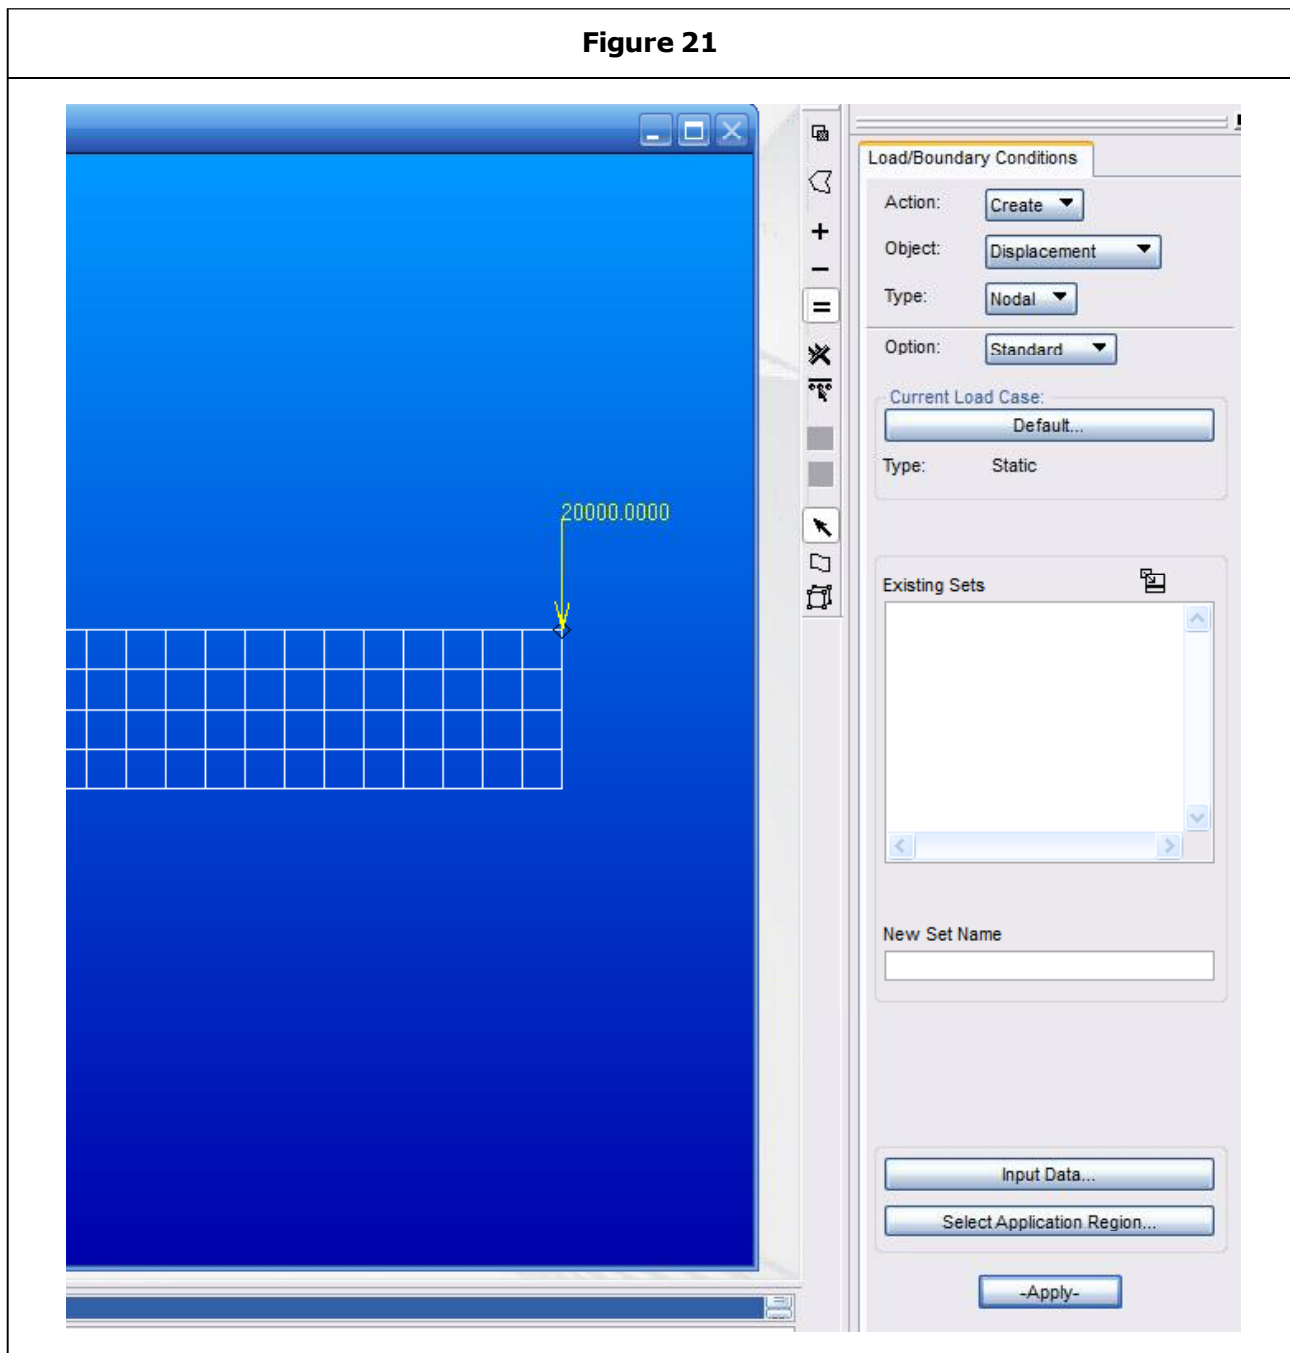 Figure 21
20000.0000
Load/Boundary Conditions
Action: Create
Object: Displacement
Type: Nodal
Option: Standard
Current Load Case:
Default...
Type: Static
Existing Sets
New Set Name
Input Data...
Select Application Region...
-Apply-